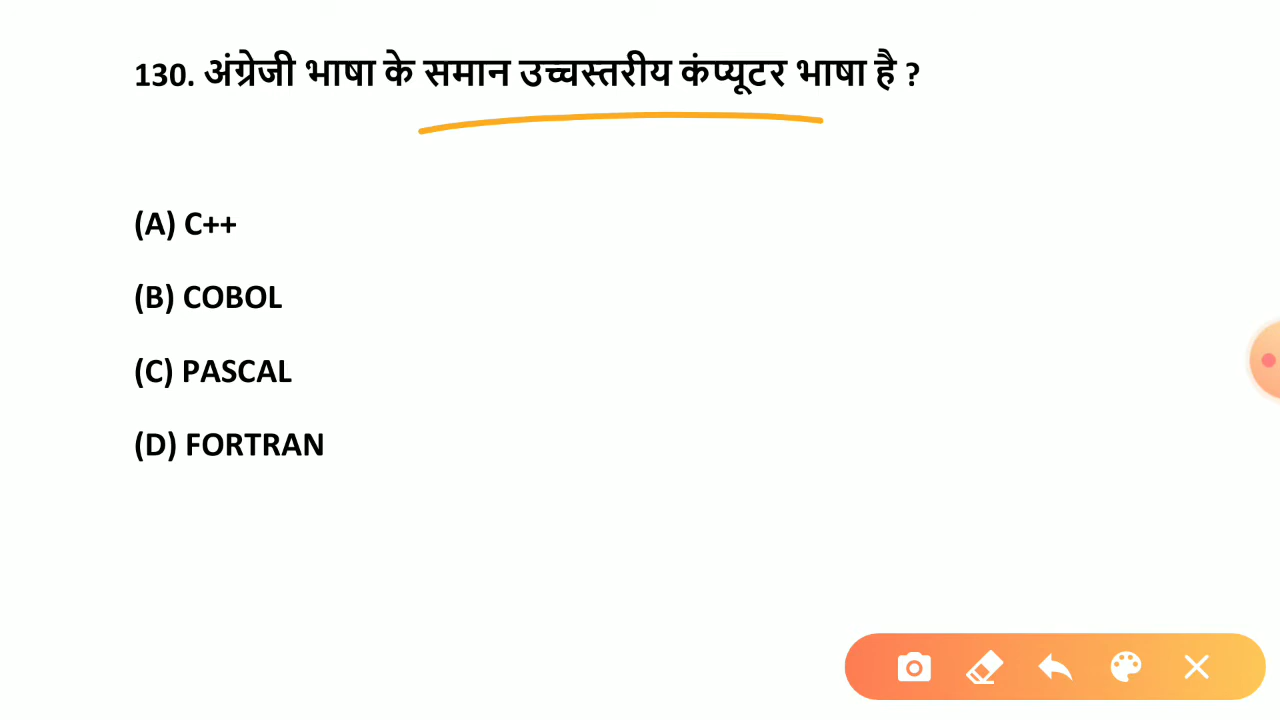 130. अंग्रेजी भाषा के समान उच्चस्तरीय कंप्यूटर भाषा है ?
(A) C++
(B) COBOL
(C) PASCAL
(D) FORTRAN